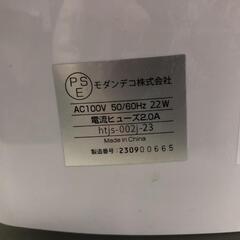 PSE
モダンデコ株式会社
AC100V 50/60Hz 22W
電流ヒューズ2.0A
htjs-002j-23
Made in China
製造番号：230900665